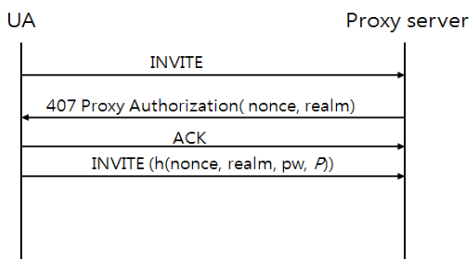 UA
Proxy server
INVITE
407 Proxy Authorization( nonce, realm)
ACK
INVITE (h(nonce, realm, pw, P))